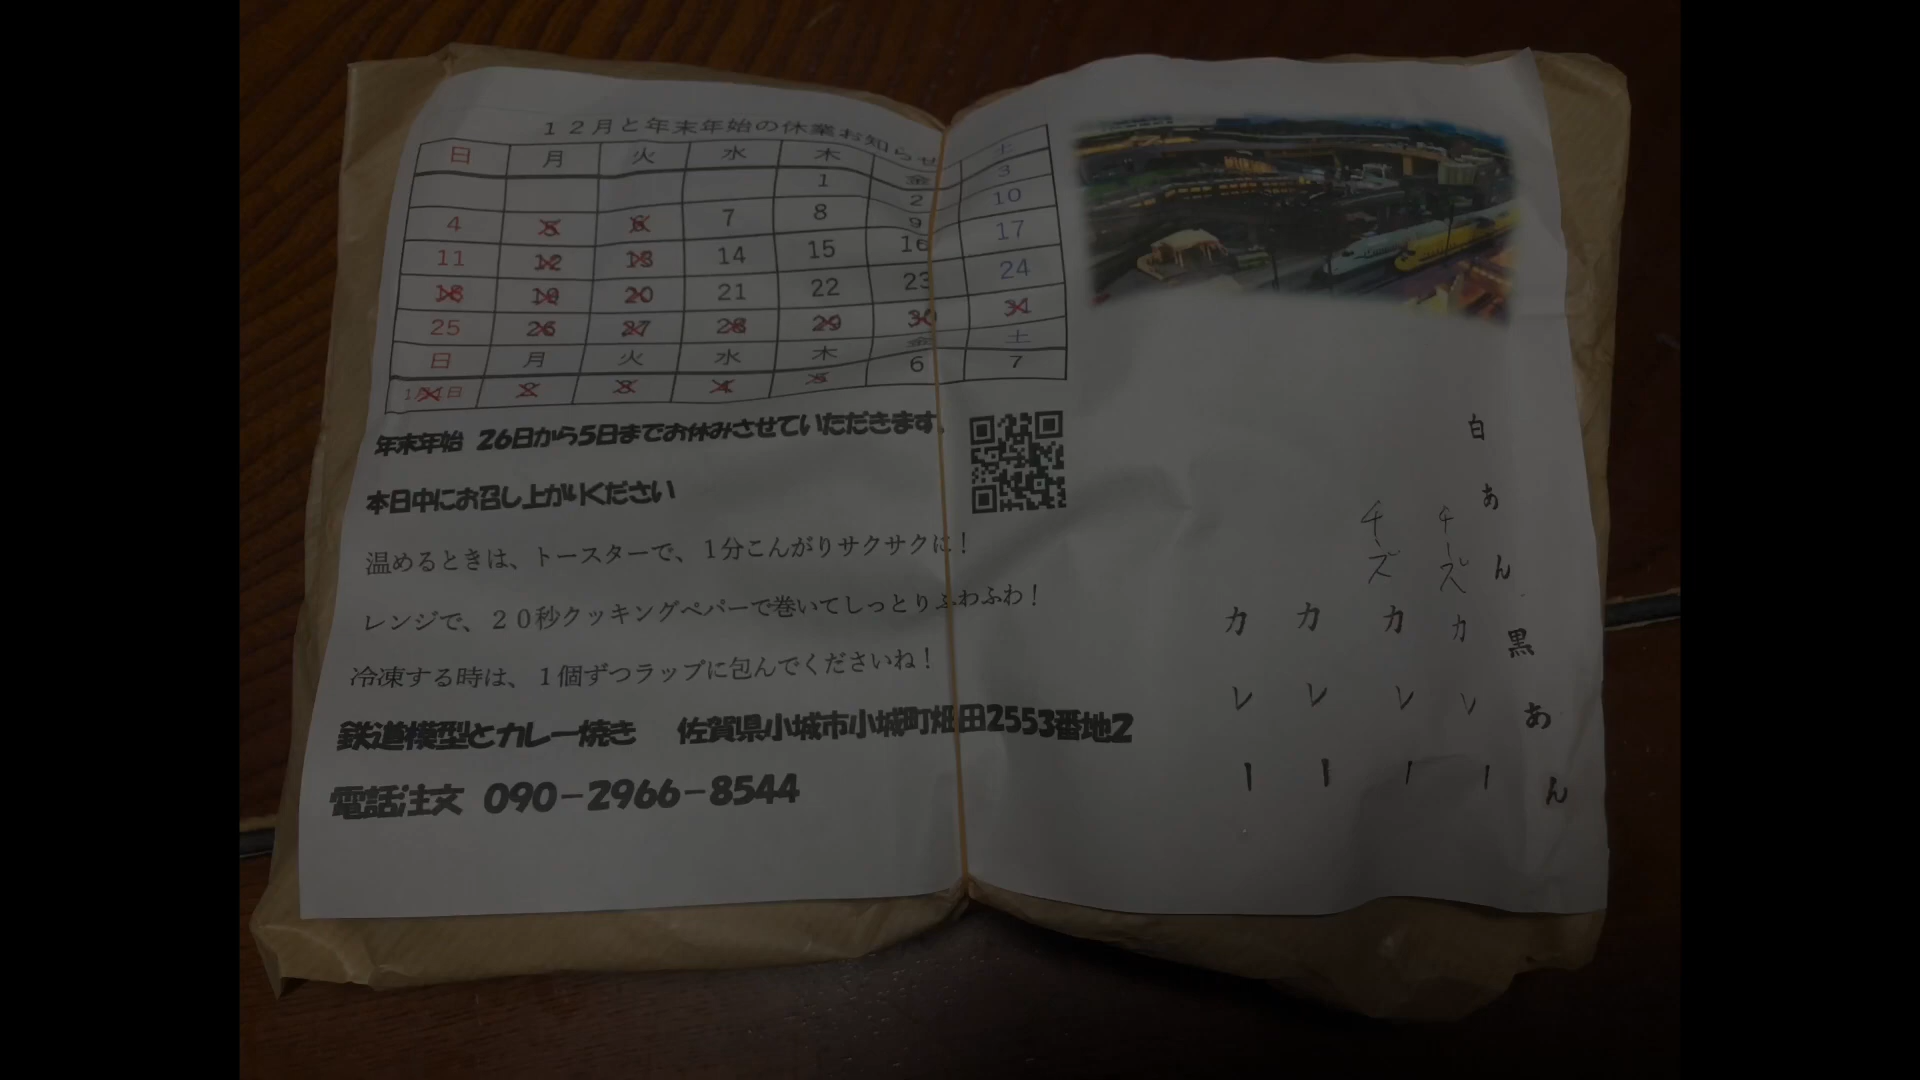 12月と年末年始の休業お知らせ
日 月 火 水 木 金 土
1 2 3
4 5 6 7 8 9 10
11 12 13 14 15 16 17
18 19 20 21 22 23 24
25 26 27 28 29 30 31
日 月 火 水 木 金 土
1月1日 2 3 4 5 6 7
年末年始 26日から5日までお休みさせていただきます。
本日中にお召し上がりください
温めるときは、トースターで、1分こんがりサクサクに!
レンジで、20秒クッキングペパーで巻いてしっとりふわふわ!
冷凍する時は、1個ずつラップに包んでくださいね!
鉄道模型とカレー焼き 佐賀県小城市小城町畑田2553番地2
電話注文 090-2966-8544
白あん
黒あん
チーズカレー
チーズカレー
カレー
カレー